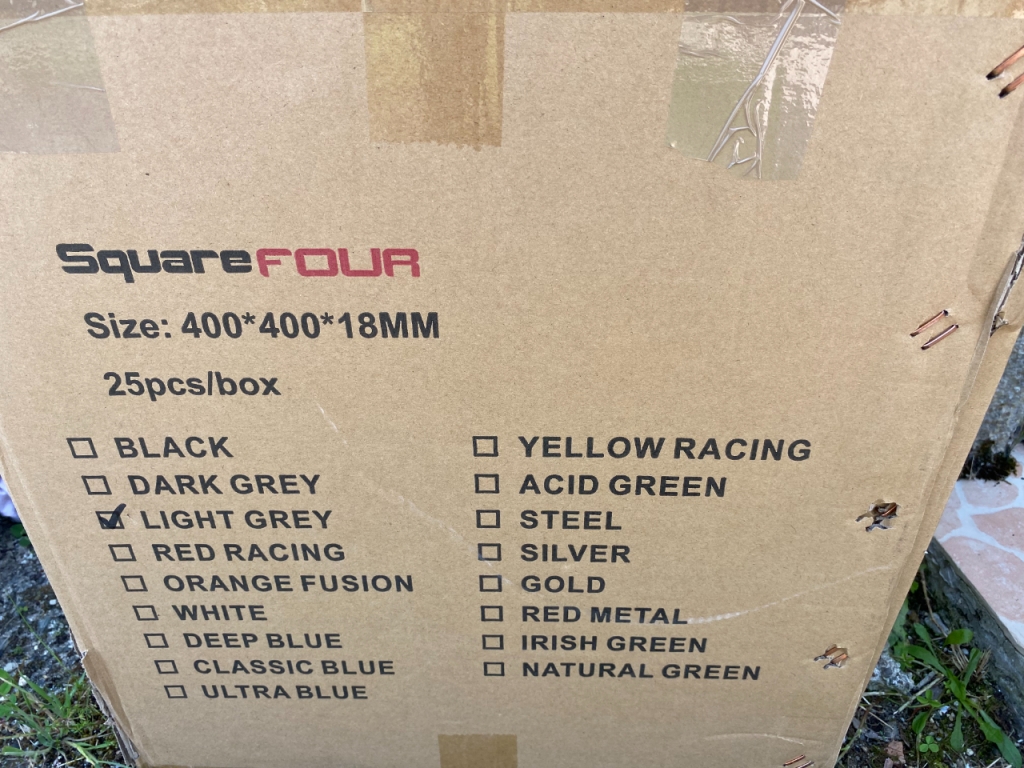 SquareFOUR
Size: 400*400*18MM
25pcs/box
☐ BLACK
☐ DARK GREY
☑ LIGHT GREY
☐ RED RACING
☐ ORANGE FUSION
☐ WHITE
☐ DEEP BLUE
☐ CLASSIC BLUE
☐ ULTRA BLUE
☐ YELLOW RACING
☐ ACID GREEN
☐ STEEL
☐ SILVER
☐ GOLD
☐ RED METAL
☐ IRISH GREEN
☐ NATURAL GREEN